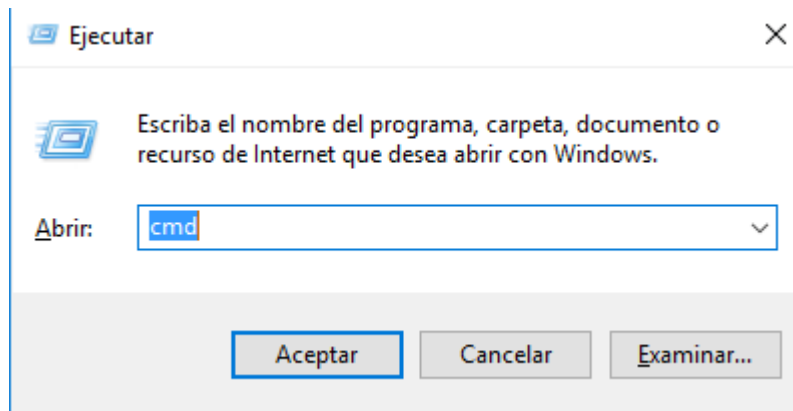 Ejecutar
Escriba el nombre del programa, carpeta, documento o
recurso de Internet que desea abrir con Windows.
Abrir: cmd
Aceptar Cancelar Examinar...